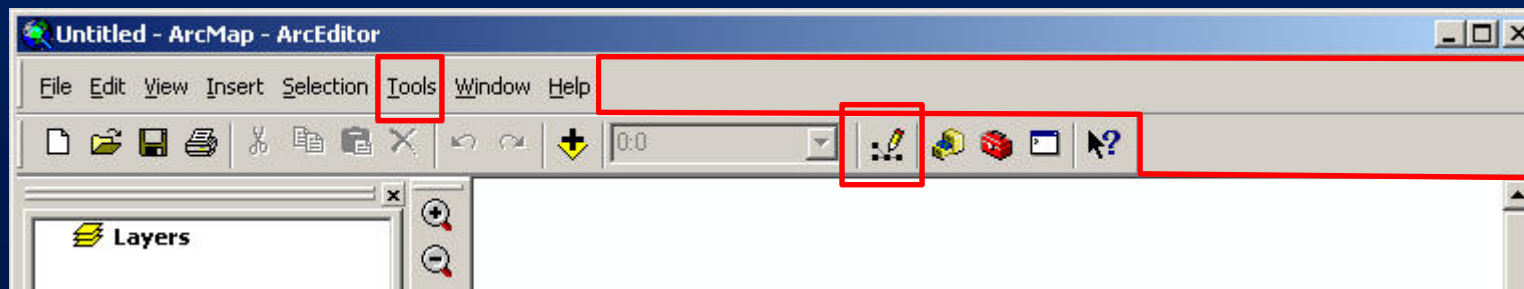 Untitled - ArcMap - ArcEditor
File Edit View Insert Selection Tools Window Help
0:0
Layers